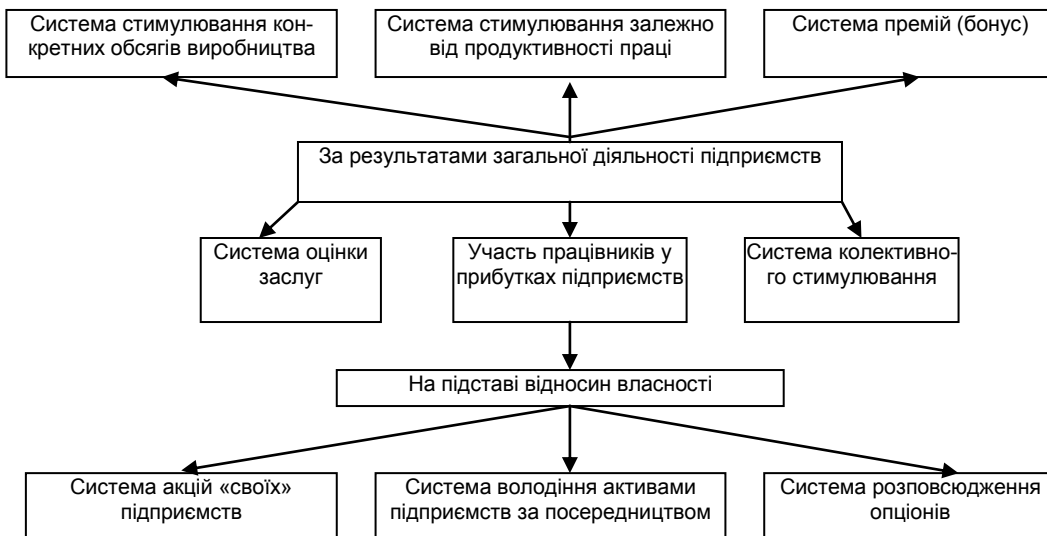 Система стимулювання кон-
кретних обсягів виробництва
Система стимулювання залежно
від продуктивності праці
Система премій (бонус)
За результатами загальної діяльності підприємств
Система оцінки
заслуг
Участь працівників у
прибутках підприємств
Система колективно-
го стимулювання
На підставі відносин власності
Система акцій «своїх»
підприємств
Система володіння активами
підприємств за посередництвом
Система розповсюдження
опціонів